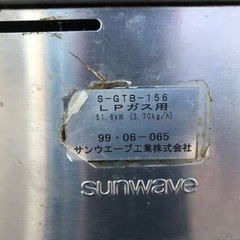 S-GTB-156
LPガス用
51.8kW (3.70kg/h)
99・06-065
サンウエーブ工業株式会社
sunwave